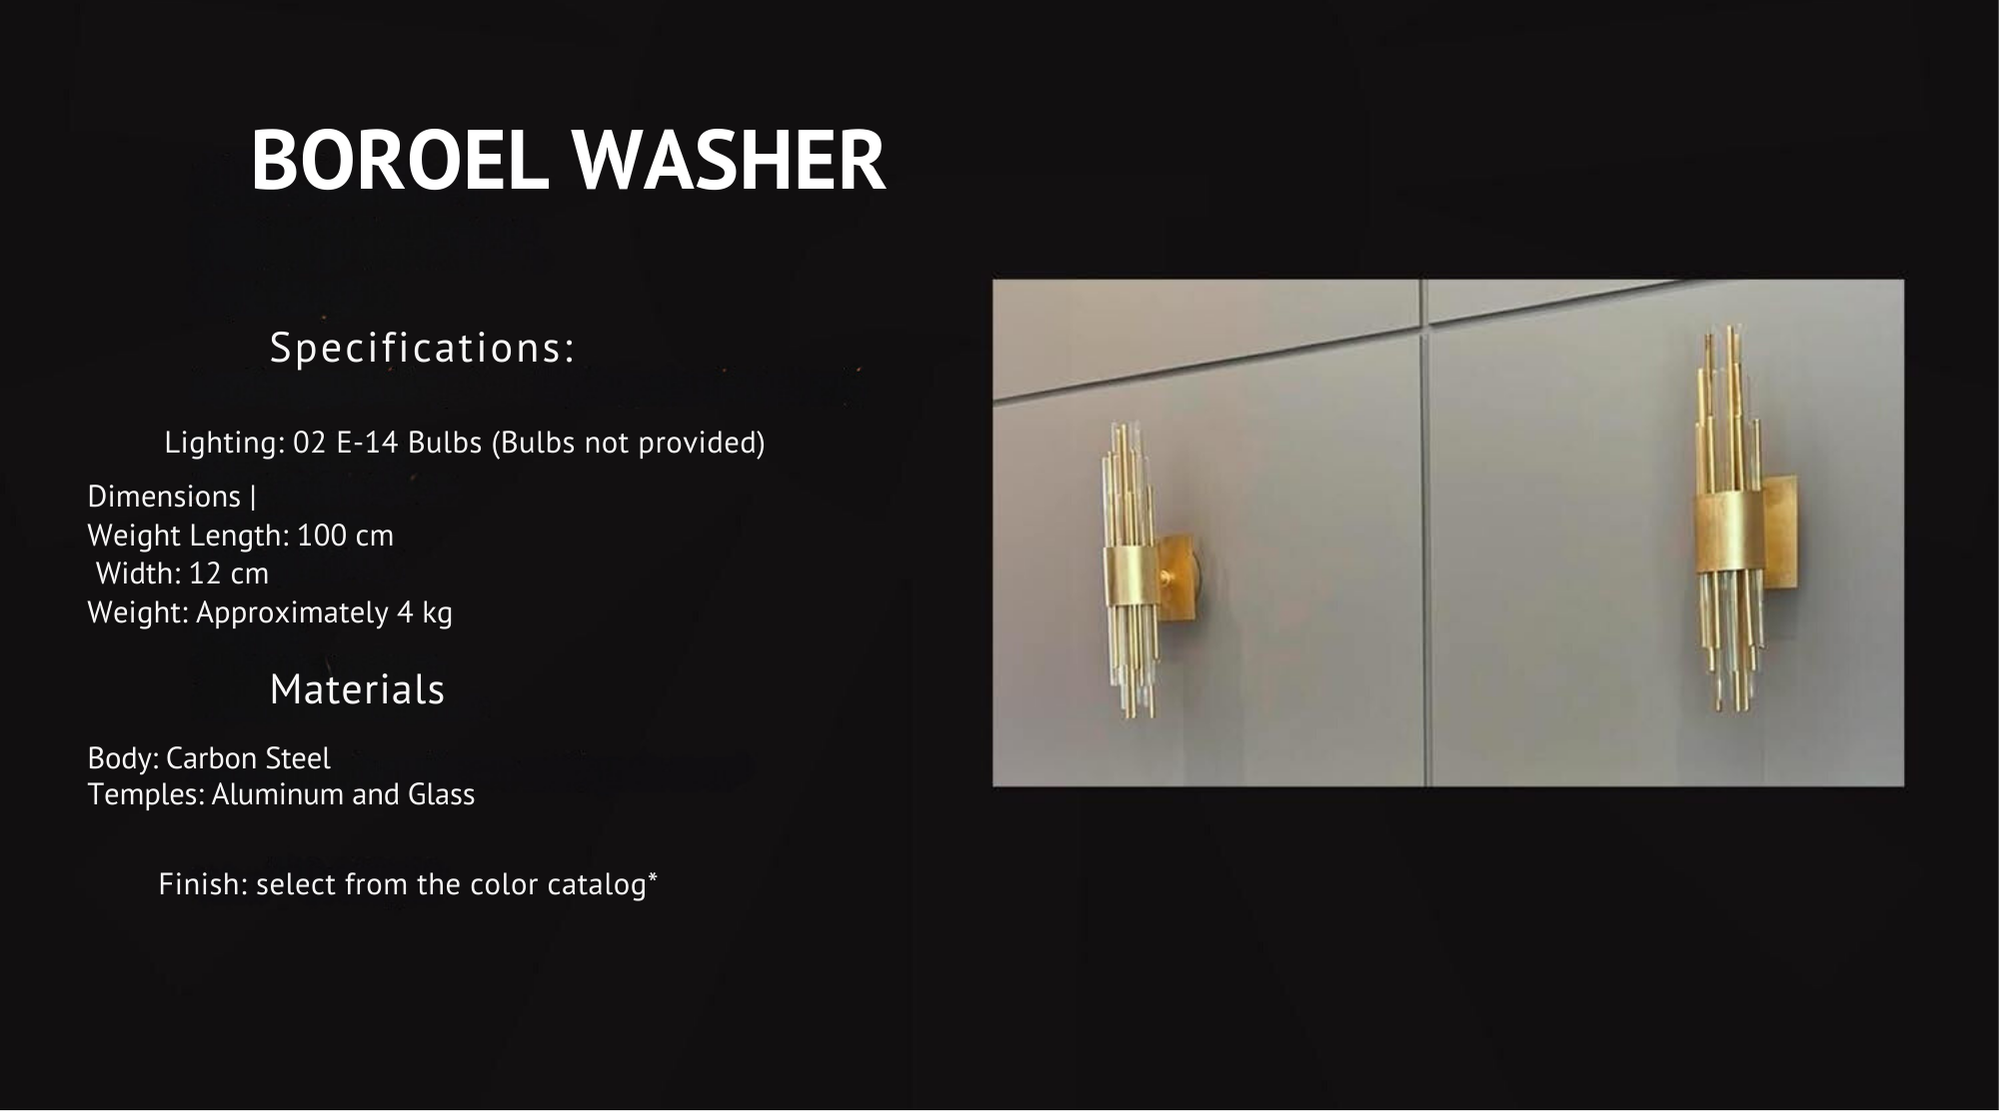 BOROEL WASHER
Specifications:
Lighting: 02 E-14 Bulbs (Bulbs not provided)
Dimensions |
Weight Length: 100 cm
Width: 12 cm
Weight: Approximately 4 kg
Materials
Body: Carbon Steel
Temples: Aluminum and Glass
Finish: select from the color catalog*